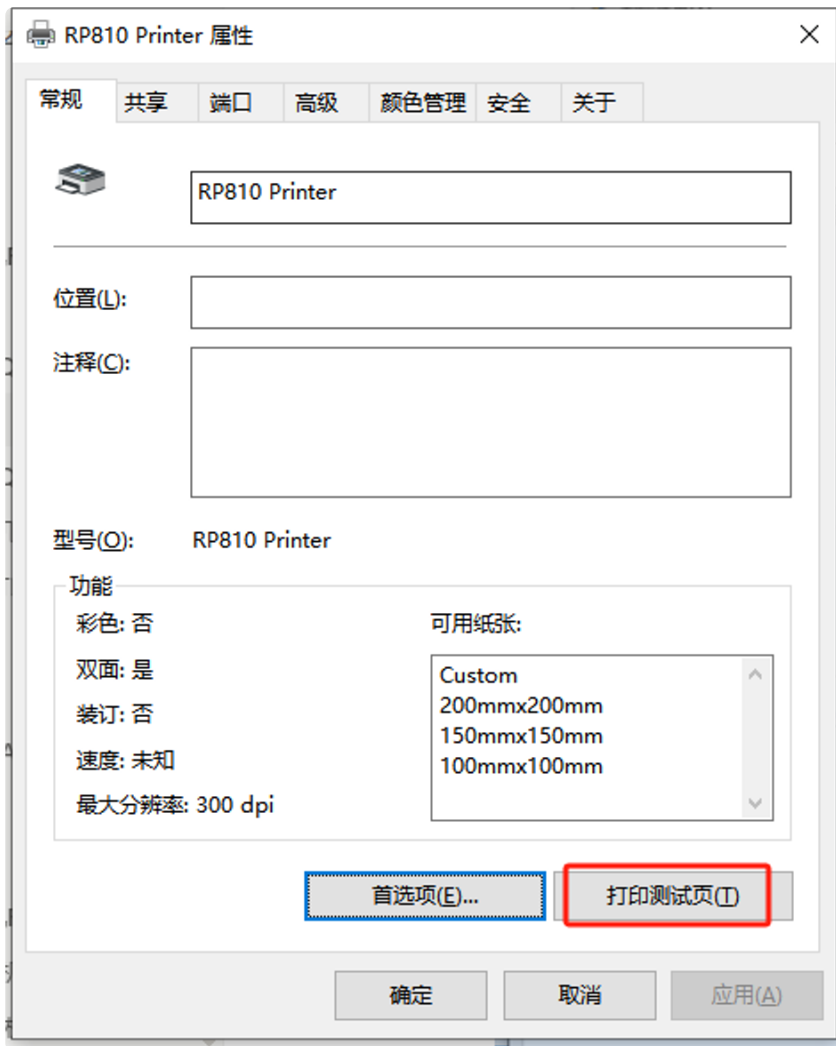 RP810 Printer 属性
常规 共享 端口 高级 颜色管理 安全 关于
RP810 Printer
位置(L):
注释(C):
型号(O): RP810 Printer
功能
彩色: 否 可用纸张:
双面: 是 Custom
200mmx200mm
装订: 否 150mmx150mm
速度: 未知 100mmx100mm
最大分辨率: 300 dpi
首选项(E)... 打印测试页(T)
确定 取消 应用(A)